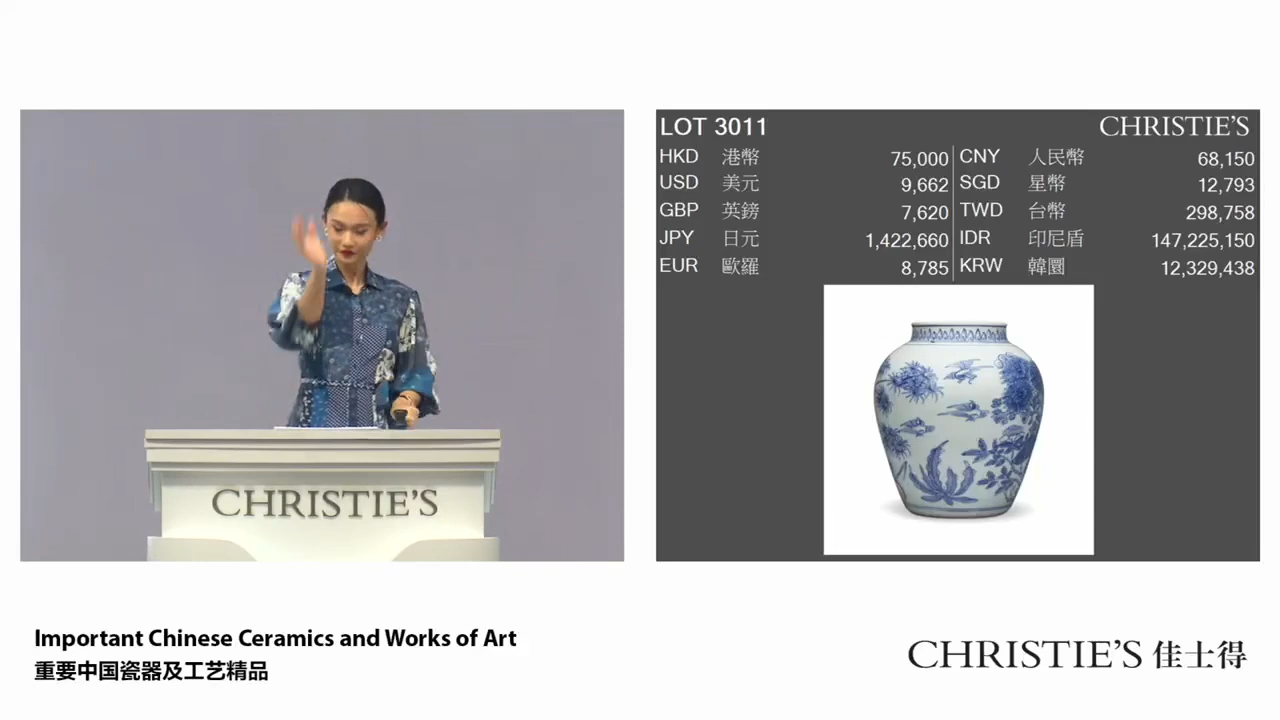 CHRISTIE'S
LOT 3011 CHRISTIE'S
HKD 港幣 75,000 CNY 人民幣 68,150
USD 美元 9,662 SGD 星幣 12,793
GBP 英鎊 7,620 TWD 台幣 298,758
JPY 日元 1,422,660 IDR 印尼盾 147,225,150
EUR 歐羅 8,785 KRW 韓圜 12,329,438
Important Chinese Ceramics and Works of Art
重要中国瓷器及工艺精品
CHRISTIE'S 佳士得